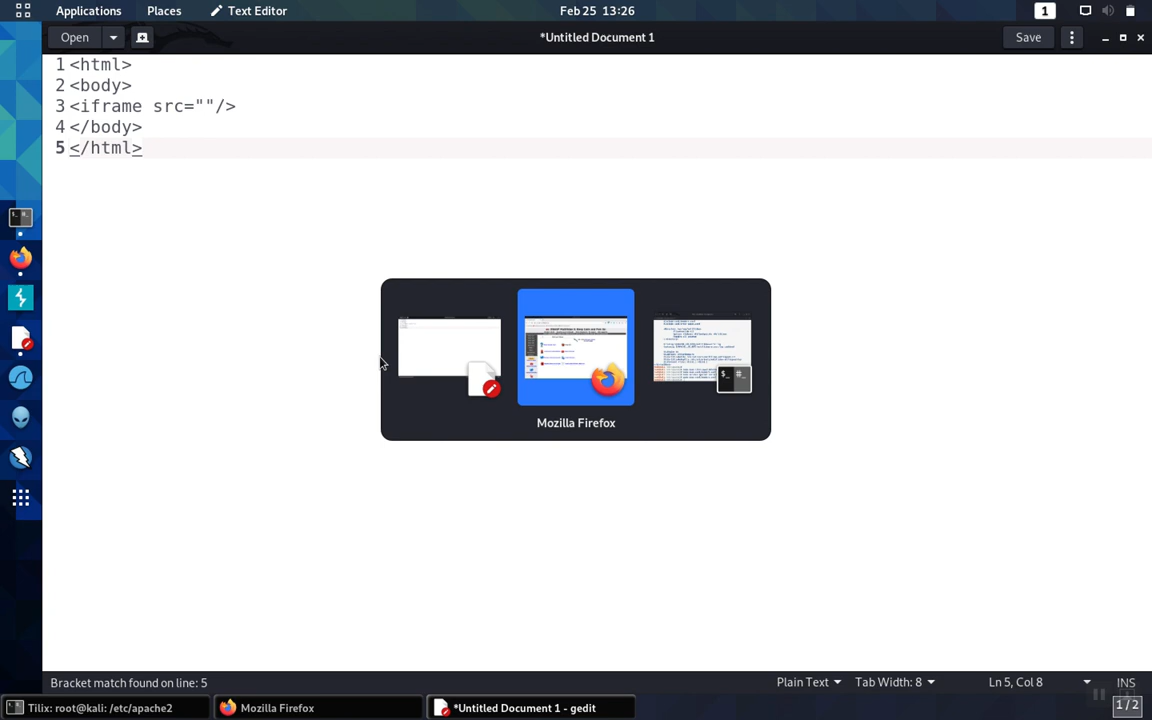 Applications Places Text Editor Feb 25 13:26 1
Open *Untitled Document 1 Save
1 <html>
2 <body>
3 <iframe src=""/>
4 </body>
5 </html>
$_ #_
Mozilla Firefox
Bracket match found on line: 5 Plain Text Tab Width: 8 Ln 5, Col 8 INS
Tilix: root@kali: /etc/apache2 Mozilla Firefox *Untitled Document 1 - gedit 1/2